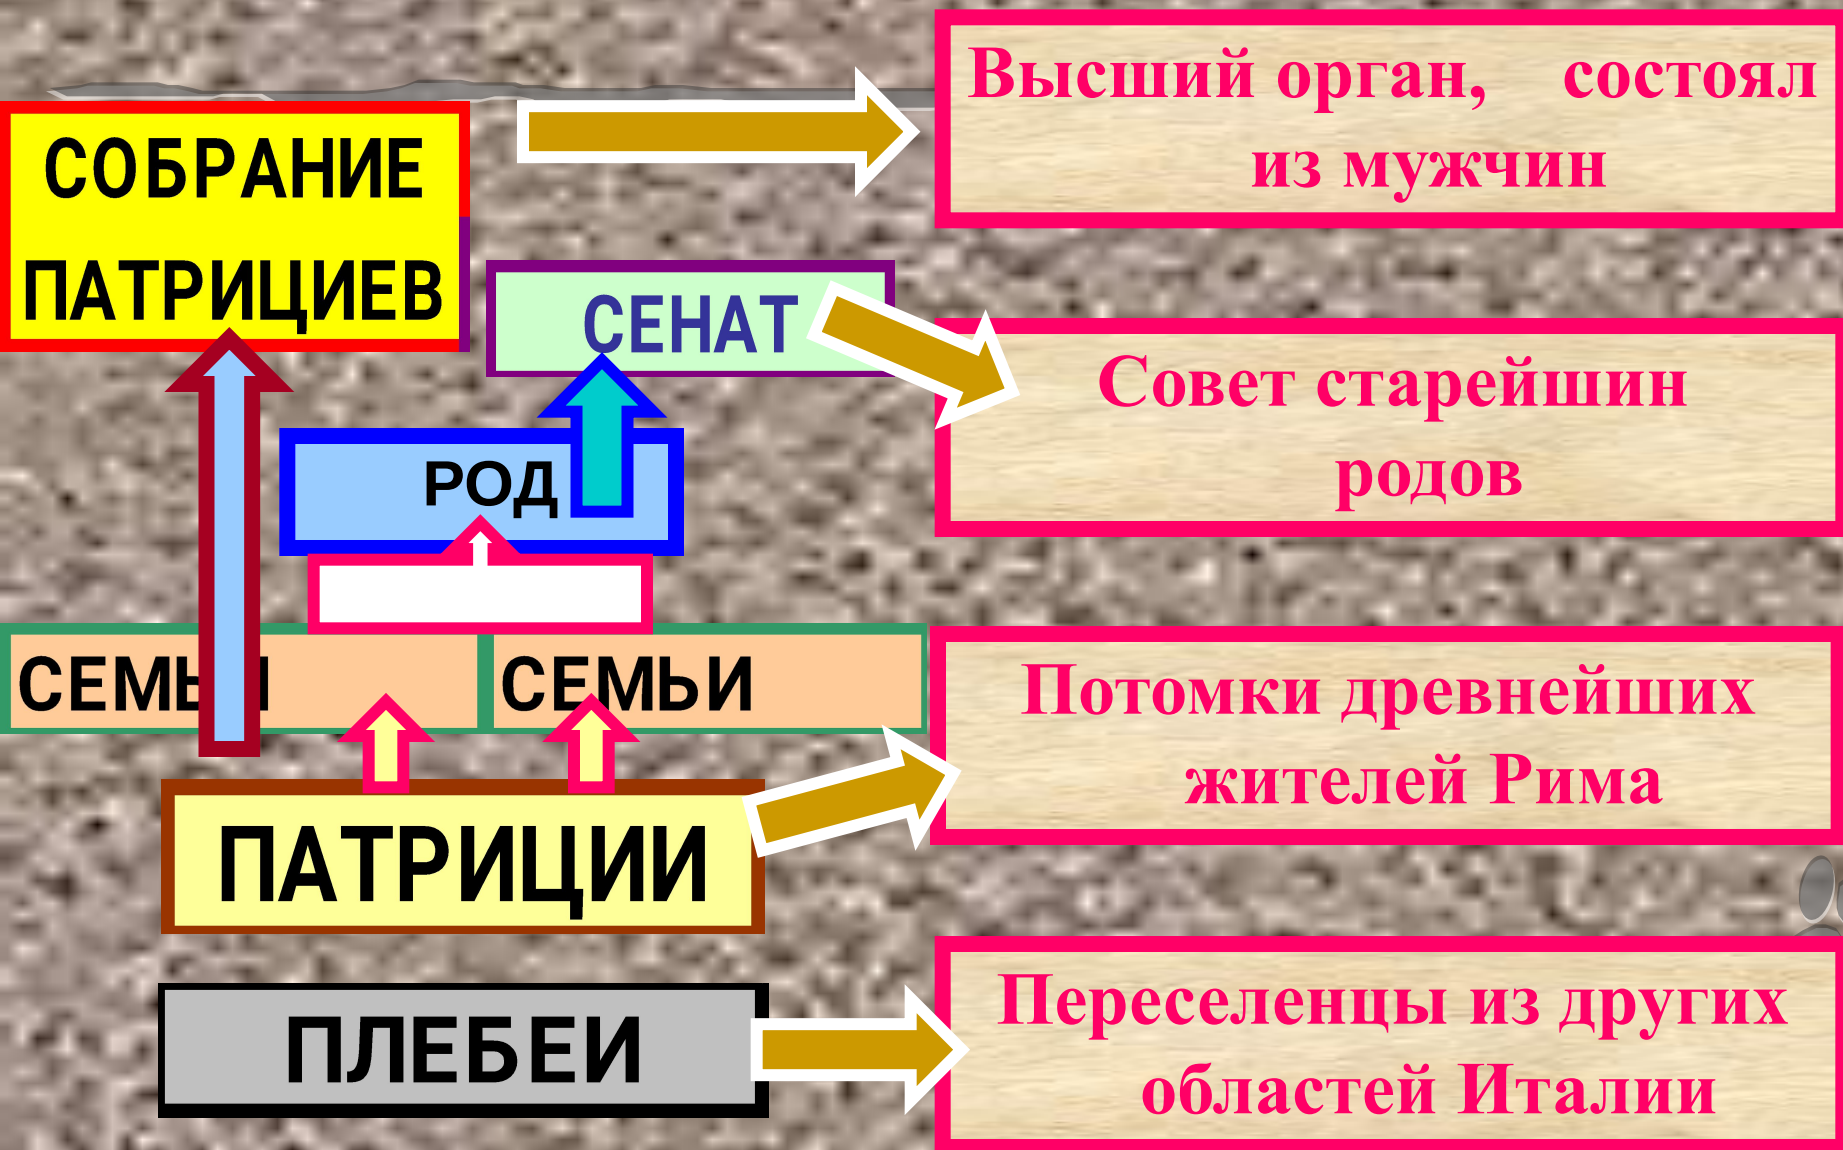 СОБРАНИЕ
ПАТРИЦИЕВ
Высший орган, состоял
из мужчин
СЕНАТ
Совет старейшин
родов
РОД
СЕМЬИ
СЕМЬИ
Потомки древнейших
жителей Рима
ПАТРИЦИИ
ПЛЕБЕИ
Переселенцы из других
областей Италии